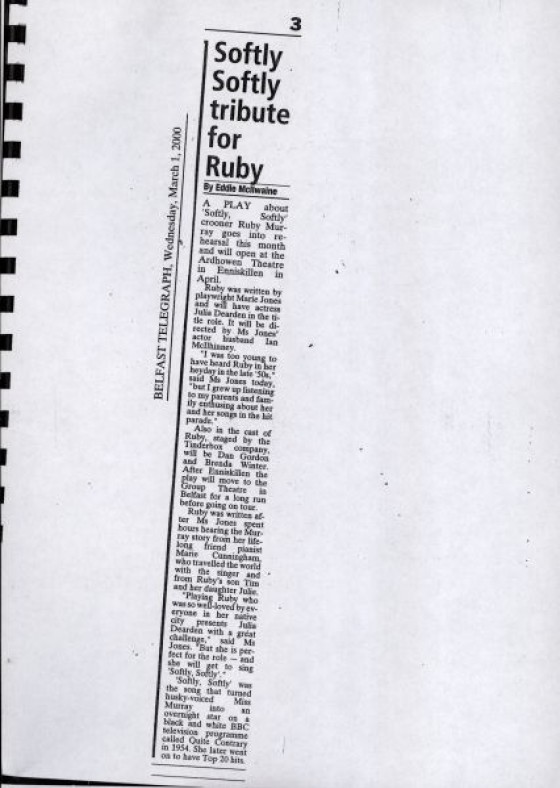 3
Softly
Softly
tribute
for
Ruby
By Eddie McIlwaine
BELFAST TELEGRAPH, Wednesday, March 1, 2000
A PLAY about
'Softly, Softly'
crooner Ruby Mur-
ray goes into re-
hearsal this month
and will open at the
Ardhowen Theatre
in Enniskillen in
April.
Ruby was written by
playwright Marie Jones
and will have actress
Julia Dearden in the ti-
tle role. It will be di-
rected by Ms Jones'
actor husband Ian
McIlhinney.
"I was too young to
have heard Ruby in her
heyday in the late '50s,"
said Ms Jones today,
"but I grew up listening
to my parents and fam-
ily enthusing about her
and her songs in the hit
parade."
Also in the cast of
Ruby, staged by the
Tinderbox company,
will be Dan Gordon
and Brenda Winter.
After Enniskillen the
play will move to the
Group Theatre in
Belfast for a long run
before going on tour.
Ruby was written af-
ter Ms Jones spent
hours hearing the Mur-
ray story from her life-
long friend pianist
Marie Cunningham,
who travelled the world
with the singer and
from Ruby's son Tim
and her daughter Julie.
"Playing Ruby who
was so well-loved by ev-
eryone in her native
city presents Julia
Dearden with a great
challenge," said Ms
Jones. "But she is per-
fect for the role — and
she will get to sing
'Softly, Softly'."
'Softly, Softly' was
the song that turned
husky-voiced Miss
Murray into an
overnight star on a
black and white BBC
television programme
called Quite Contrary
in 1954. She later went
on to have Top 20 hits.